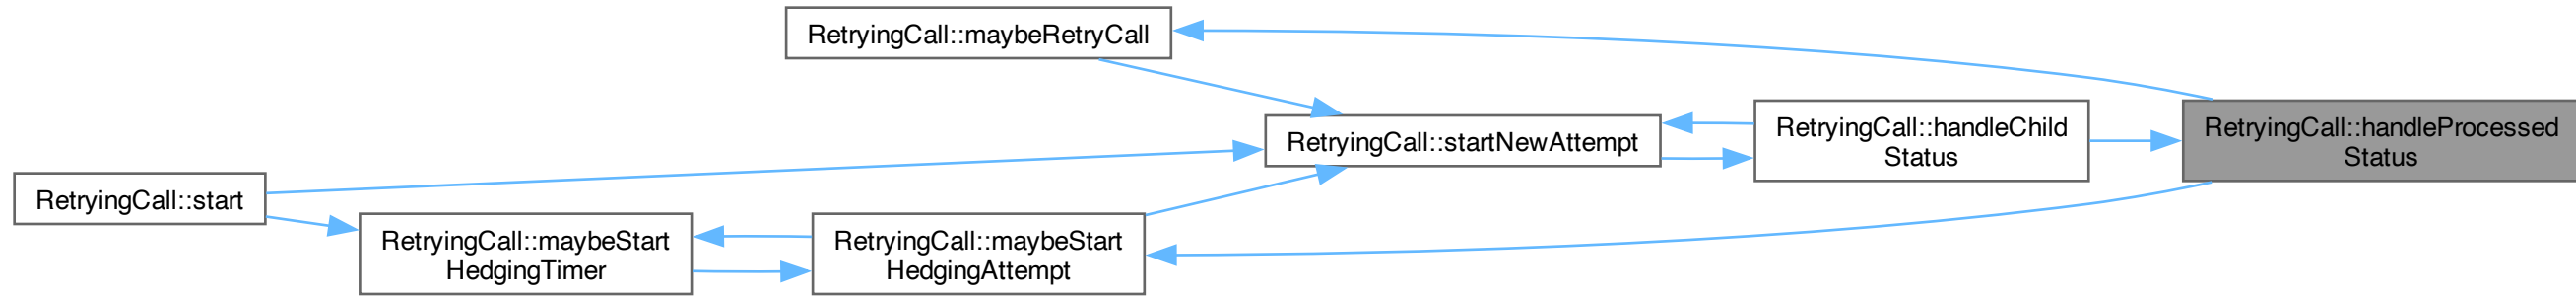 RetryingCall::maybeRetryCall
RetryingCall::handleChild
Status
RetryingCall::handleProcessed
Status
RetryingCall::startNewAttempt
RetryingCall::start
RetryingCall::maybeStart
HedgingTimer
RetryingCall::maybeStart
HedgingAttempt